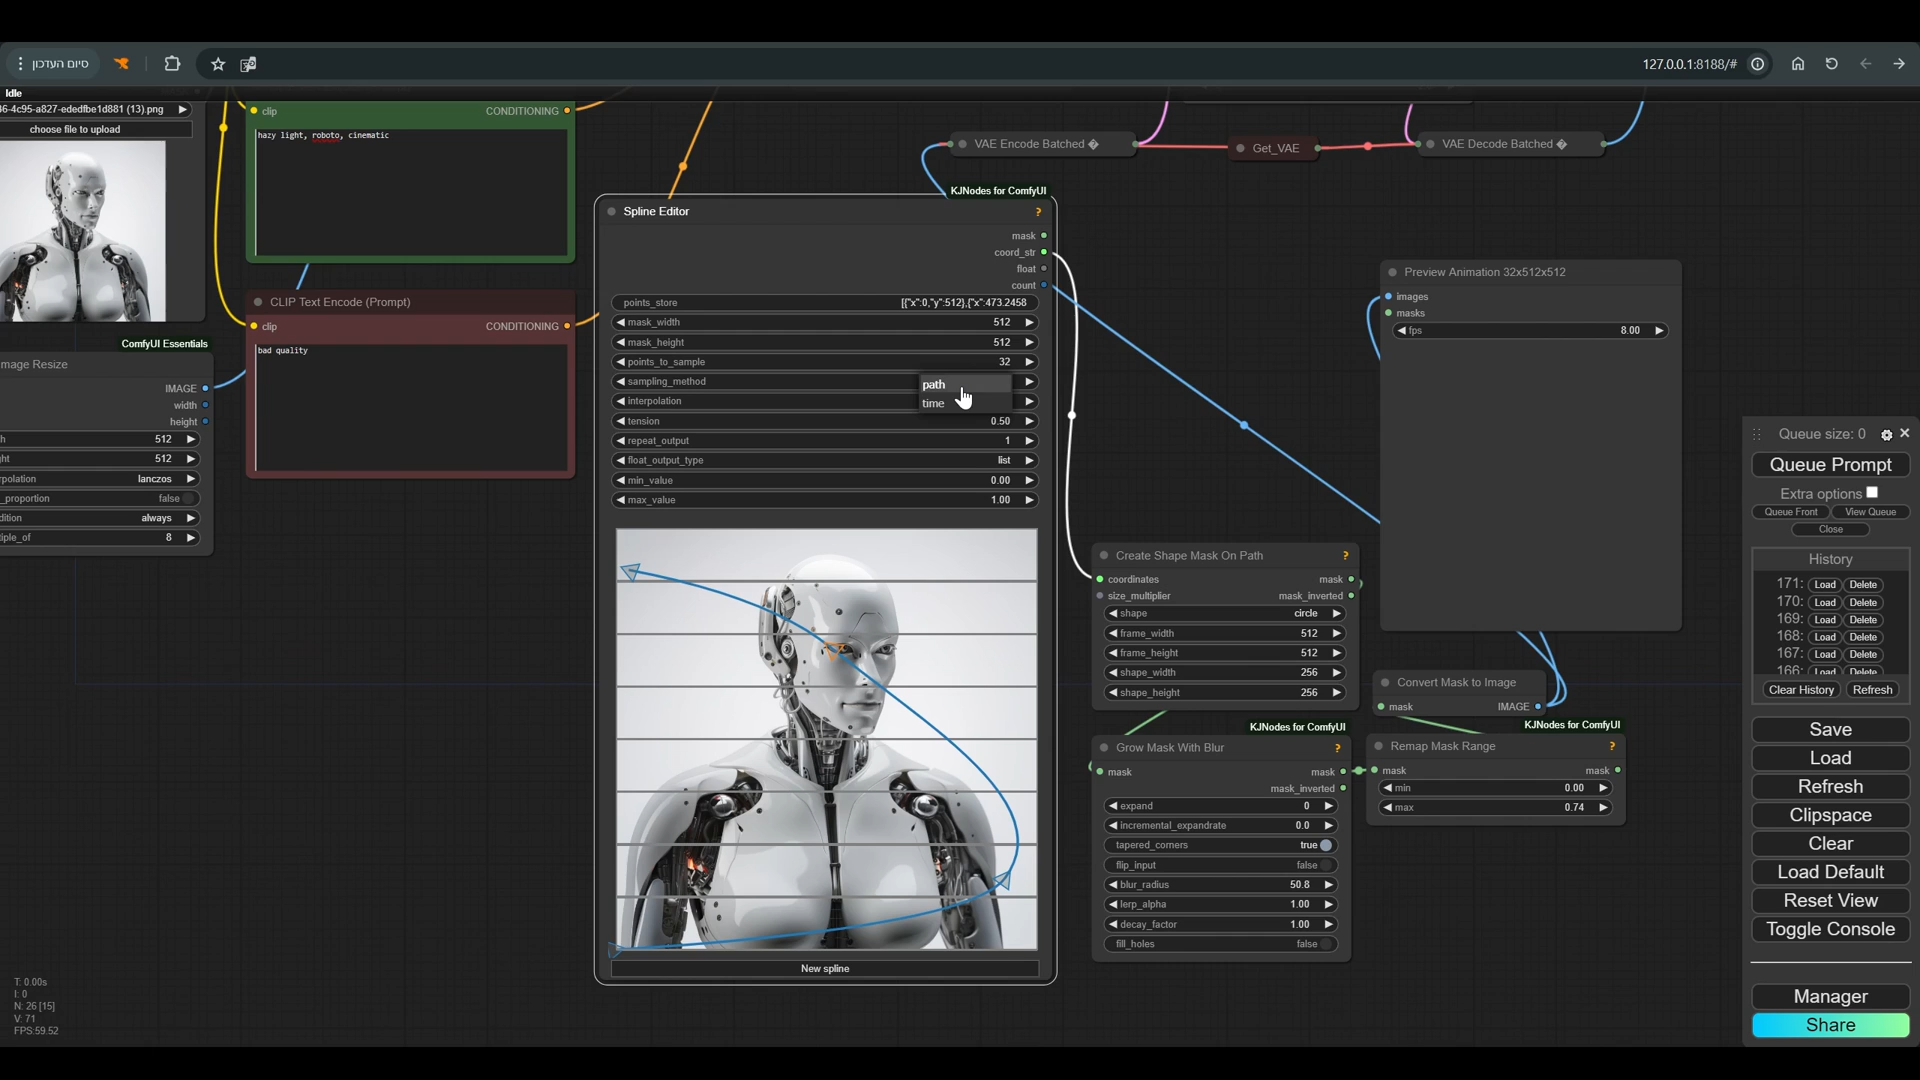 סיום העדכון
127.0.0.1:8188/#
Idle
36-4c95-a827-ededfbe1d881 (13).png
choose file to upload
clip
CONDITIONING
hazy light, roboto, cinematic
CLIP Text Encode (Prompt)
clip
CONDITIONING
bad quality
ComfyUI Essentials
mage Resize
IMAGE
width
height
th 512
ght 512
rpolation lanczos
_proportion false
dition always
tiple_of 8
VAE Encode Batched �
Get_VAE
VAE Decode Batched �
KJNodes for ComfyUI
Spline Editor ?
mask
coord_str
float
count
points_store [{"x":0,"y":512},{"x":473.2458
mask_width 512
mask_height 512
points_to_sample 32
sampling_method
path
time
interpolation
tension 0.50
repeat_output 1
float_output_type list
min_value 0.00
max_value 1.00
New spline
Preview Animation 32x512x512
images
masks
fps 8.00
Create Shape Mask On Path ?
coordinates mask
size_multiplier mask_inverted
shape circle
frame_width 512
frame_height 512
shape_width 256
shape_height 256
KJNodes for ComfyUI
Grow Mask With Blur ?
mask mask
mask_inverted
expand 0
incremental_expandrate 0.0
tapered_corners true
flip_input false
blur_radius 50.8
lerp_alpha 1.00
decay_factor 1.00
fill_holes false
Convert Mask to Image
mask IMAGE
KJNodes for ComfyUI
Remap Mask Range ?
mask mask
min 0.00
max 0.74
Queue size: 0
Queue Prompt
Extra options
Queue Front View Queue
Close
History
171: Load Delete
170: Load Delete
169: Load Delete
168: Load Delete
167: Load Delete
166: Load Delete
Clear History Refresh
Save
Load
Refresh
Clipspace
Clear
Load Default
Reset View
Toggle Console
Manager
Share
T: 0.00s
I: 0
N: 26 [15]
V: 71
FPS:59.52